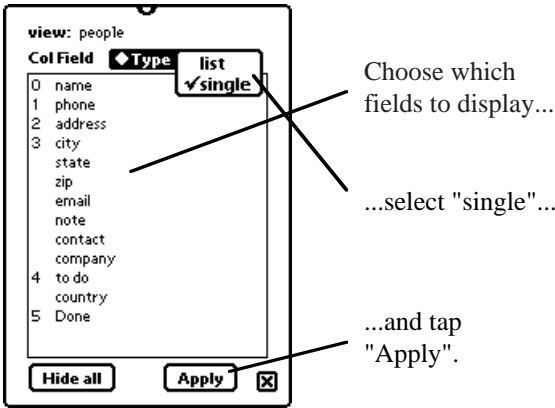 view: people
Col Field ◆Type list
✓single
0 name
1 phone
2 address
3 city
state
zip
email
note
contact
company
4 to do
country
5 Done
Hide all Apply
Choose which
fields to display...
...select "single"...
...and tap
"Apply".